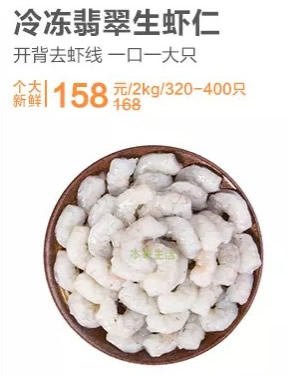 冷冻翡翠生虾仁
开背去虾线 一口一大只
个大
新鲜
158
元/2kg/320-400只
168